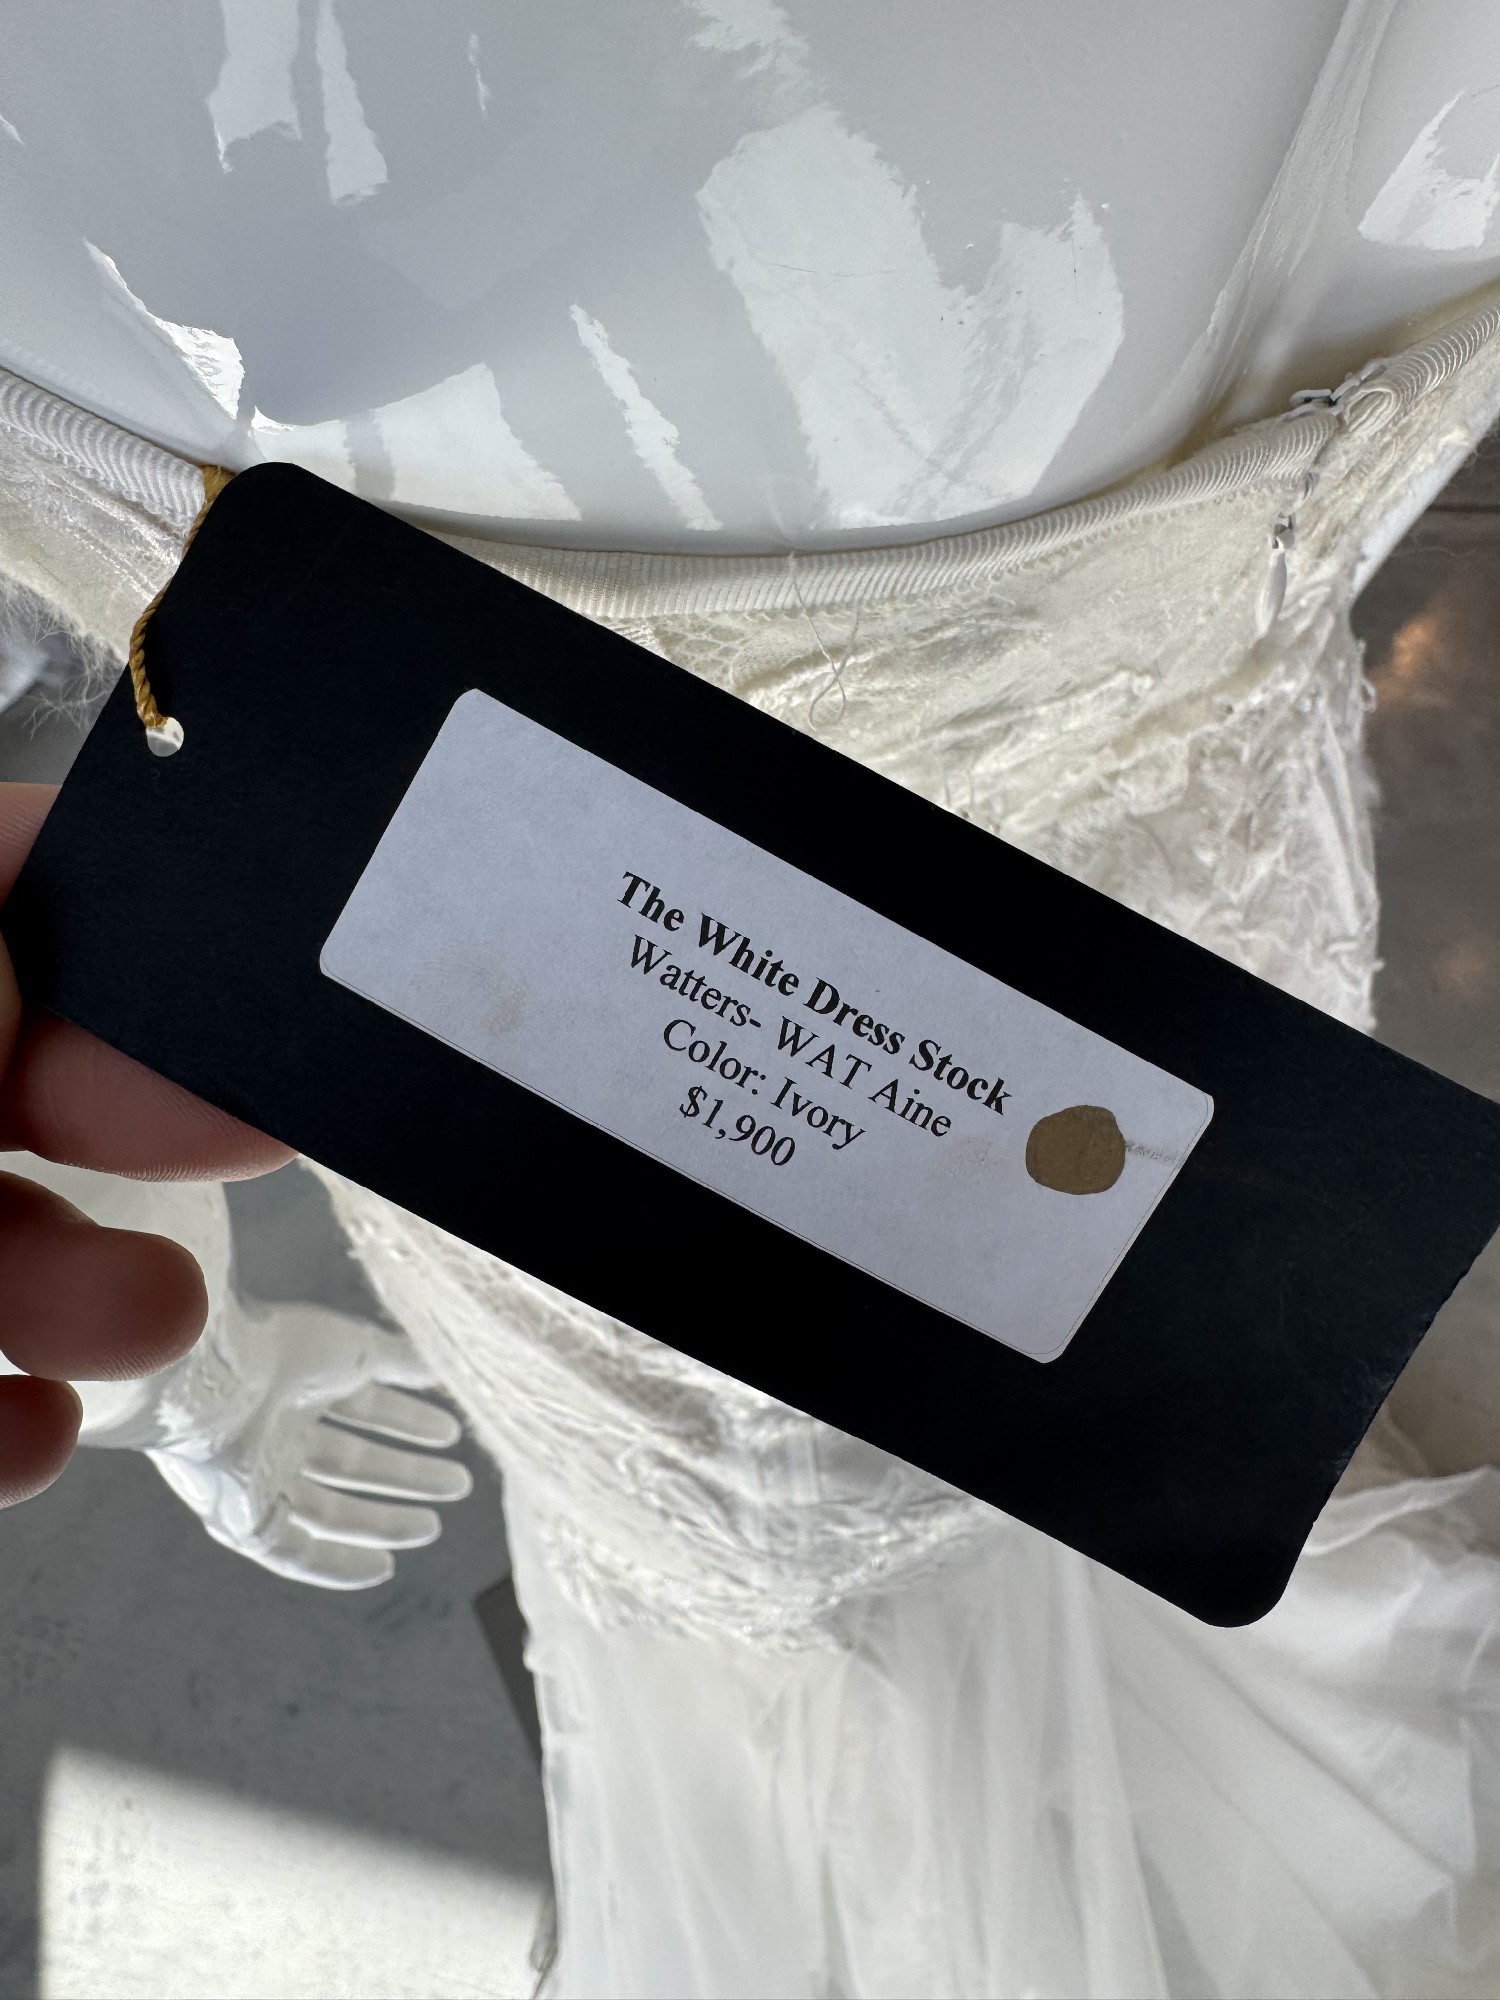 The White Dress Stock
Watters- WAT Aine
Color: Ivory
$1,900